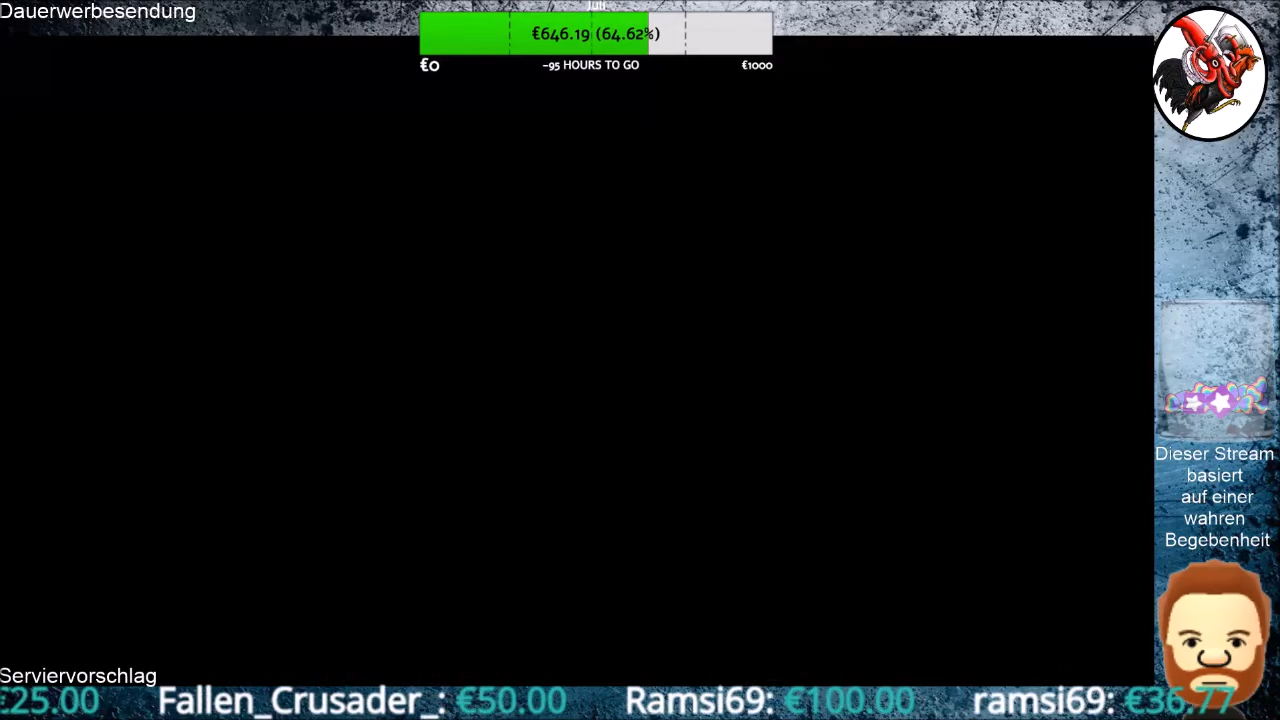 Dauerwerbesendung
Juli
€646.19 (64.62%)
€0
-95 HOURS TO GO
€1000
Dieser Stream
basiert
auf einer
wahren
Begebenheit
Serviervorschlag
€25.00 Fallen_Crusader_: €50.00 Ramsi69: €100.00 ramsi69: €36.77